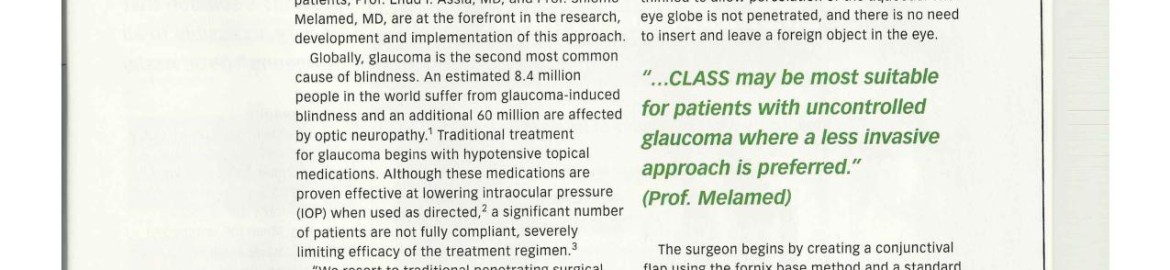 patients, Prof. Ehud I. Assia, MD, and Prof. Shlomo
Melamed, MD, are at the forefront in the research,
development and implementation of this approach.
Globally, glaucoma is the second most common
cause of blindness. An estimated 8.4 million
people in the world suffer from glaucoma-induced
blindness and an additional 60 million are affected
by optic neuropathy.¹ Traditional treatment
for glaucoma begins with hypotensive topical
medications. Although these medications are
proven effective at lowering intraocular pressure
(IOP) when used as directed,² a significant number
of patients are not fully compliant, severely
limiting efficacy of the treatment regimen.³
"We resort to traditional penetrating surgical
eye globe is not penetrated, and there is no need
to insert and leave a foreign object in the eye.
"...CLASS may be most suitable
for patients with uncontrolled
glaucoma where a less invasive
approach is preferred."
(Prof. Melamed)
The surgeon begins by creating a conjunctival
flap using the fornix base method and a standard